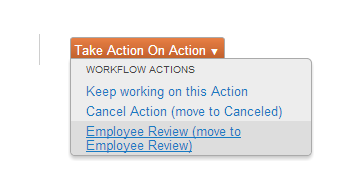 Take Action On Action ▼
WORKFLOW ACTIONS
Keep working on this Action
Cancel Action (move to Canceled)
Employee Review (move to
Employee Review)